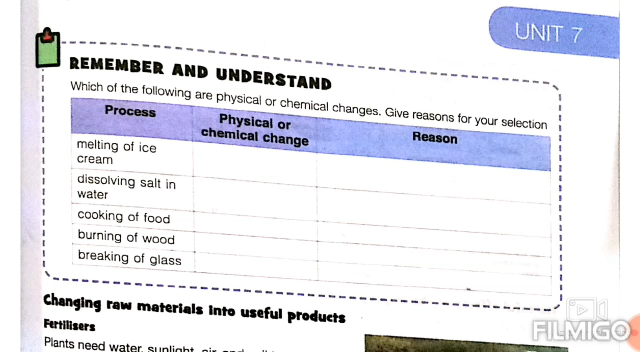 UNIT 7
REMEMBER AND UNDERSTAND
Which of the following are physical or chemical changes. Give reasons for your selection
Process Physical or chemical change Reason
melting of ice
cream
dissolving salt in
water
cooking of food
burning of wood
breaking of glass
Changing raw materials into useful products
Fertilisers
Plants need water, sunlight, air and
FILMIGO